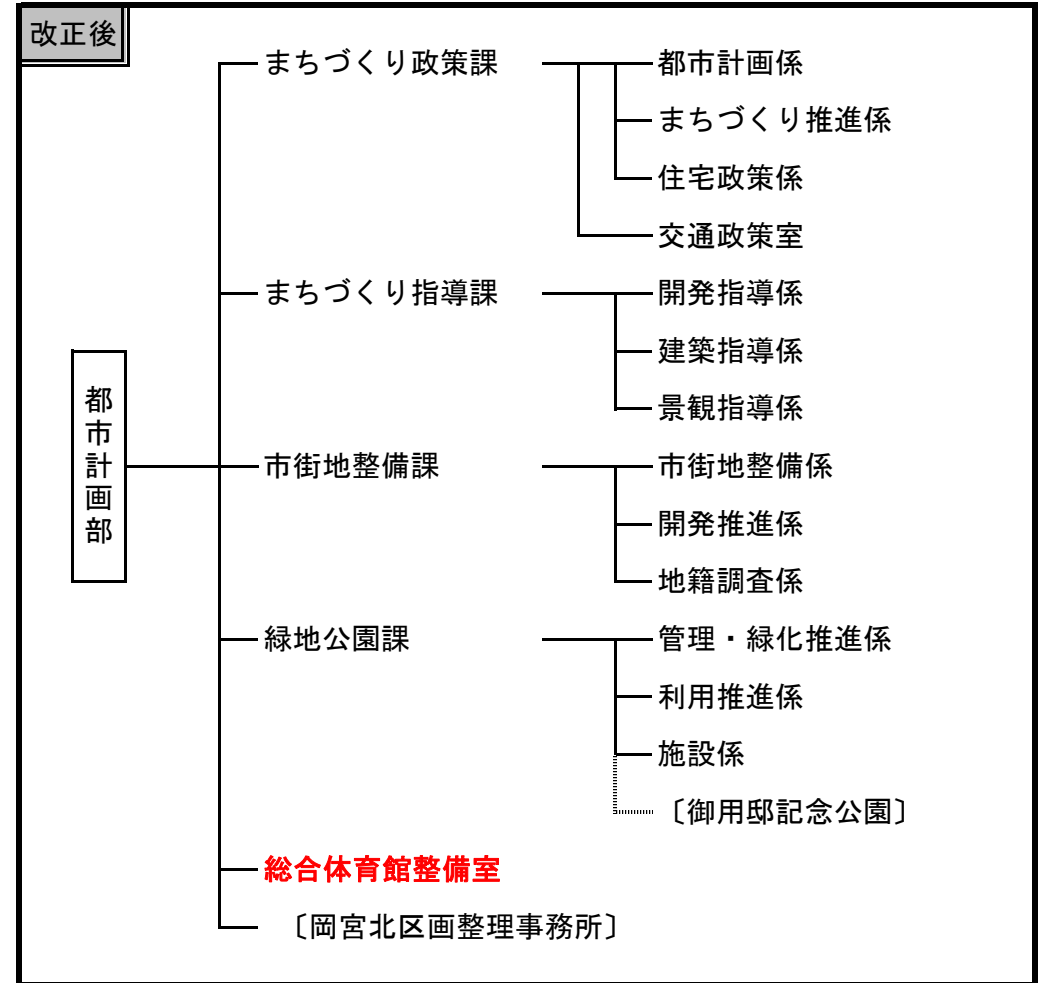 改正後
まちづくり政策課
都市計画係
まちづくり推進係
住宅政策係
交通政策室
まちづくり指導課
開発指導係
建築指導係
景観指導係
都市計画部
市街地整備課
市街地整備係
開発推進係
地籍調査係
緑地公園課
管理・緑化推進係
利用推進係
施設係
〔御用邸記念公園〕
総合体育館整備室
〔岡宮北区画整理事務所〕